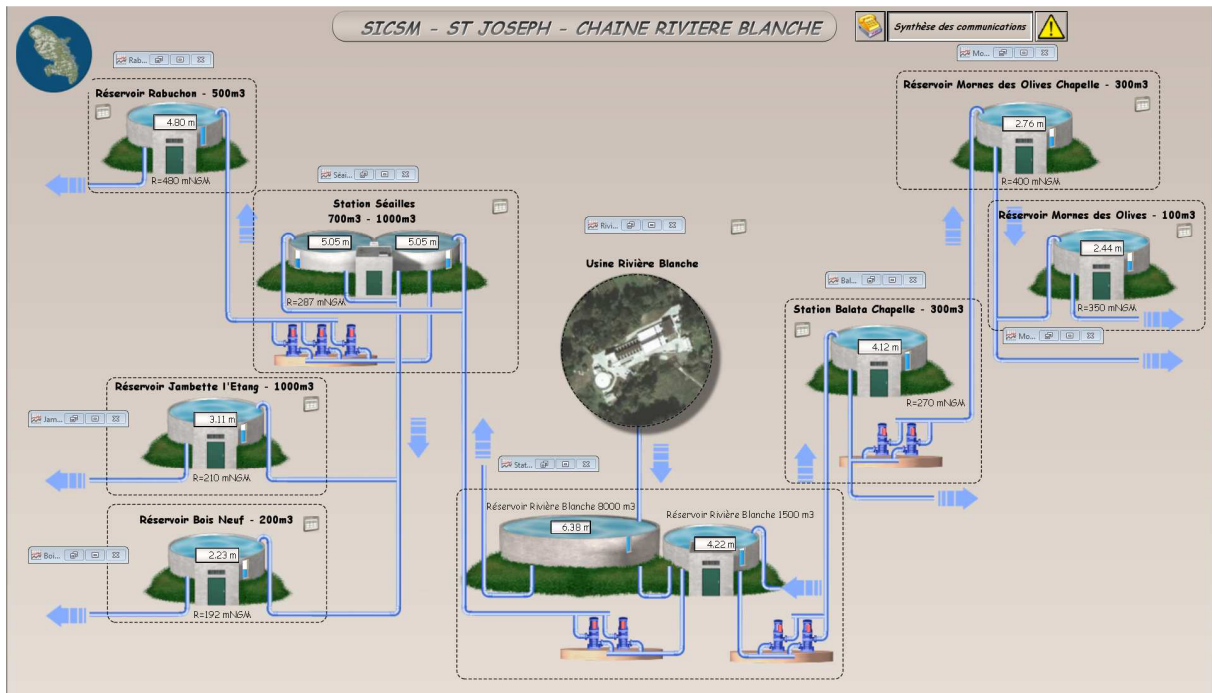 SICSM - ST JOSEPH - CHAINE RIVIERE BLANCHE
Synthèse des communications
Rab...
Réservoir Rabuchon - 500m3
4.80 m
R=480 mNGM
Séai...
Station Séailles
700m3 - 1000m3
5.05 m
5.05 m
R=287 mNGM
Jam...
Réservoir Jambette l'Etang - 1000m3
3.11 m
R=210 mNGM
Boi...
Réservoir Bois Neuf - 200m3
2.23 m
R=192 mNGM
Rivi...
Usine Rivière Blanche
Stat...
Réservoir Rivière Blanche 8000 m3
6.38 m
Réservoir Rivière Blanche 1500 m3
4.22 m
Bal...
Station Balata Chapelle - 300m3
4.12 m
R=270 mNGM
Mo...
Réservoir Mornes des Olives Chapelle - 300m3
2.76 m
R=400 mNGM
Réservoir Mornes des Olives - 100m3
2.44 m
R=350 mNGM
Mo...